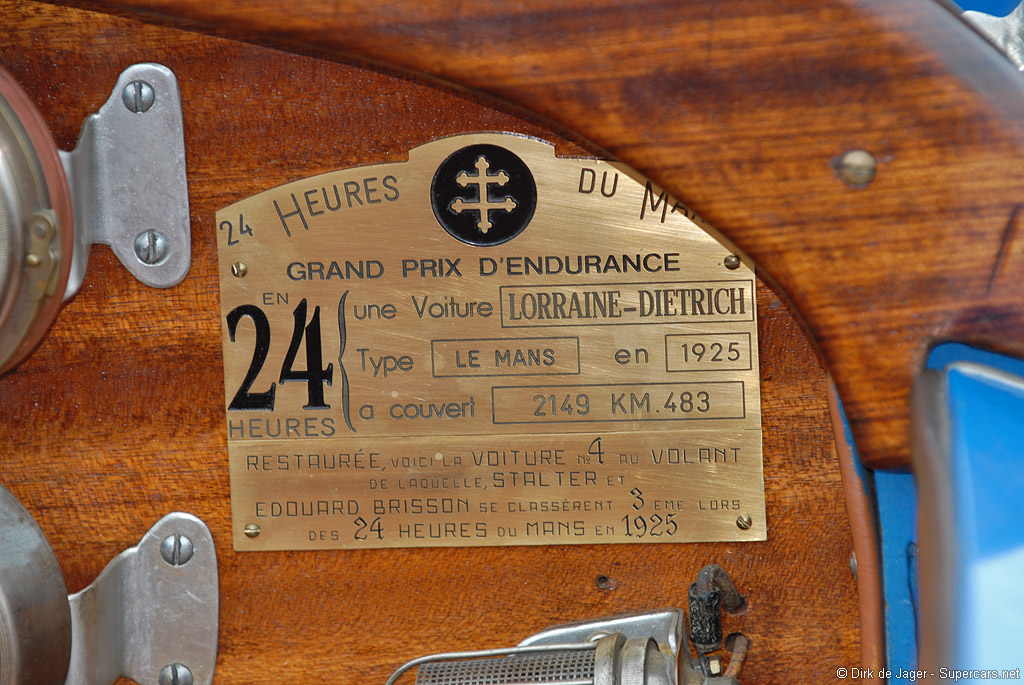 24 HEURES DU
GRAND PRIX D'ENDURANCE
EN
24
HEURES
une Voiture LORRAINE-DIETRICH
Type LE MANS en 1925
a couvert 2149 KM.483
RESTAURÉE, VOICI LA VOITURE N° 4 AU VOLANT
DE LAQUELLE, STALTER ET
EDOUARD BRISSON SE CLASSÈRENT 3 EME LORS
DES 24 HEURES DU MANS EN 1925
© Dirk de Jager - Supercars.net